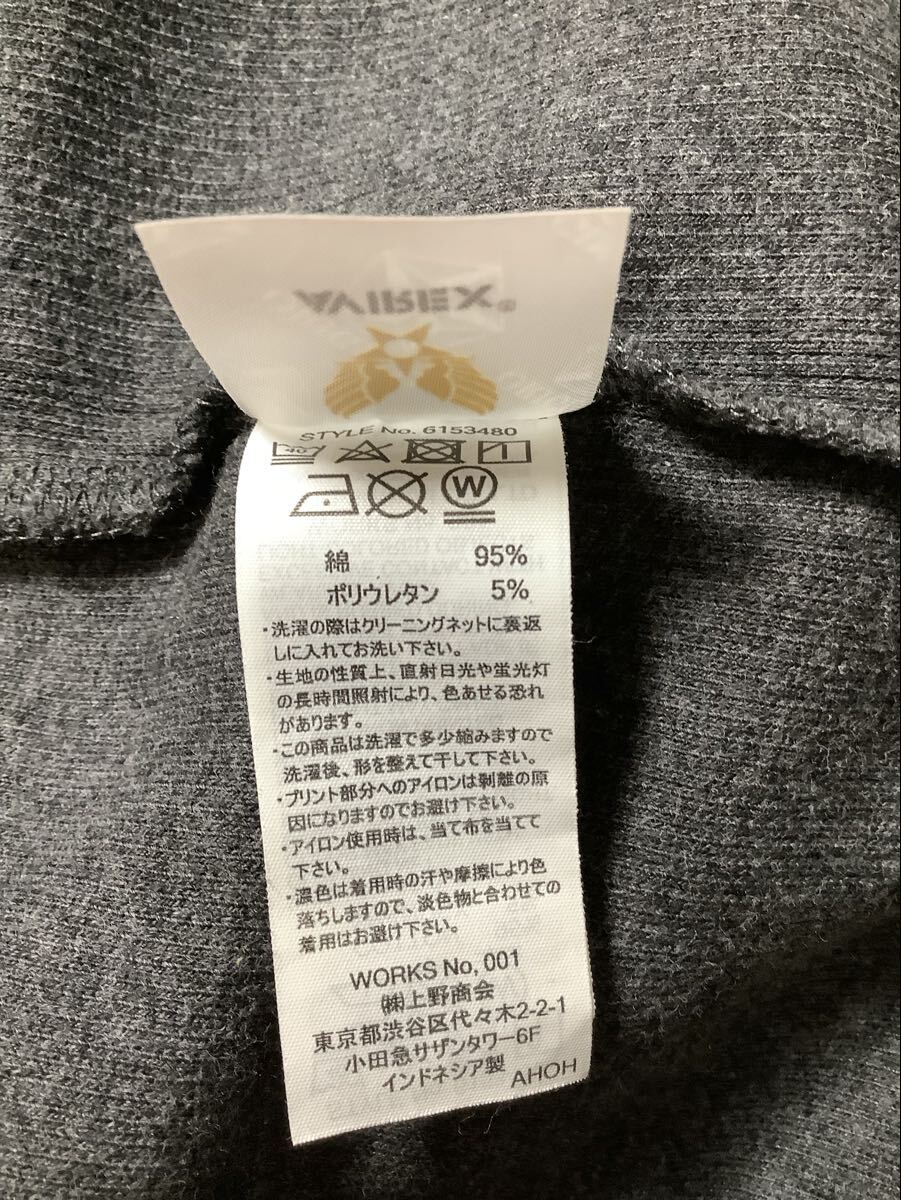 AVIREX®
STYLE No. 6153480
40
W
綿 95%
ポリウレタン 5%
・洗濯の際はクリーニングネットに裏返
しに入れてお洗い下さい。
・生地の性質上、直射日光や蛍光灯
の長時間照射により、色あせる恐れ
があります。
・この商品は洗濯で多少縮みますので
洗濯後、形を整えて干して下さい。
・プリント部分へのアイロンは剥離の原
因になりますのでお避け下さい。
・アイロン使用時は、当て布を当てて
下さい。
・濃色は着用時の汗や摩擦により色
落ちしますので、淡色物と合わせての
着用はお避け下さい。
WORKS No, 001
㈱上野商会
東京都渋谷区代々木2-2-1
小田急サザンタワー6F
インドネシア製
AHOH